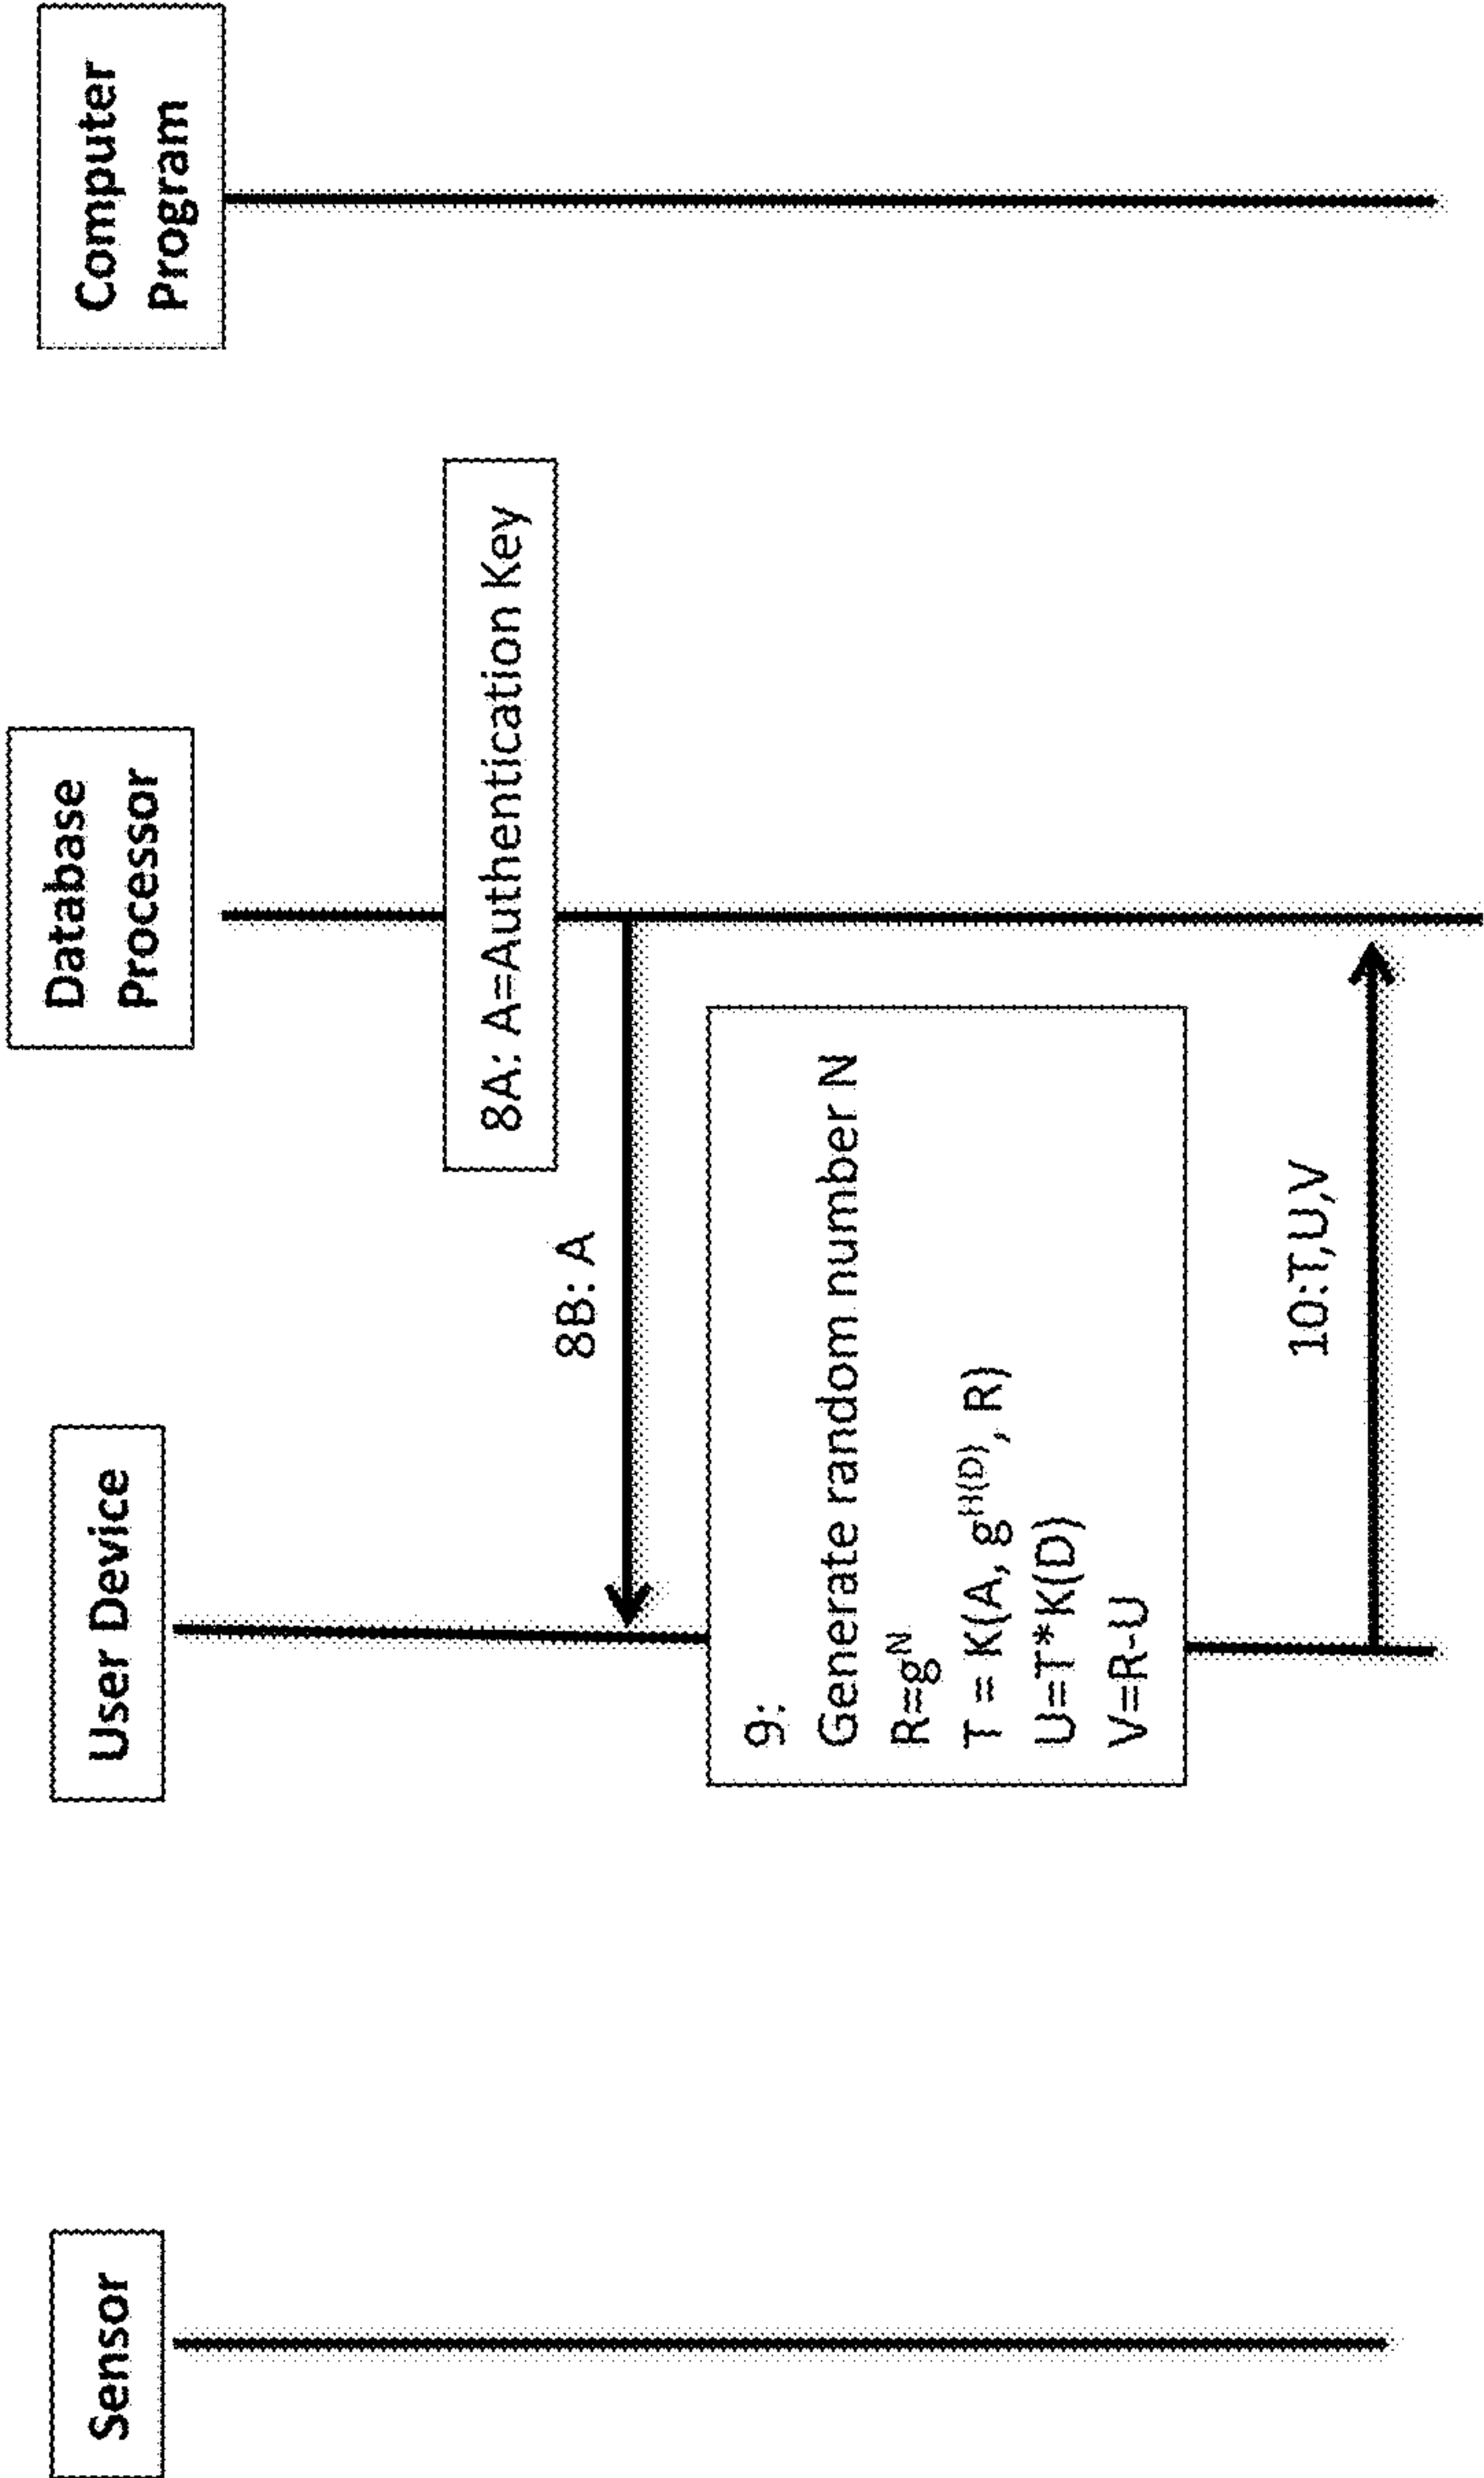 Sensor
User Device
Database
Processor
Computer
Program
8A: A=Authentication Key
8B: A
9:
Generate random number N
R=g^N
T = K(A, g^H(D), R)
U=T*K(D)
V=R-U
10:T,U,V